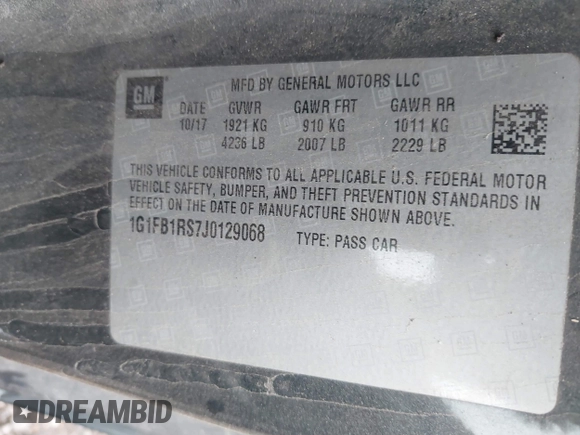 GM
MFD BY GENERAL MOTORS LLC
DATE GVWR GAWR FRT GAWR RR
10/17 1921 KG 910 KG 1011 KG
4236 LB 2007 LB 2229 LB
THIS VEHICLE CONFORMS TO ALL APPLICABLE U.S. FEDERAL MOTOR
VEHICLE SAFETY, BUMPER, AND THEFT PREVENTION STANDARDS IN
EFFECT ON THE DATE OF MANUFACTURE SHOWN ABOVE.
1G1FB1RS7J0129068 TYPE: PASS CAR
DREAMBID